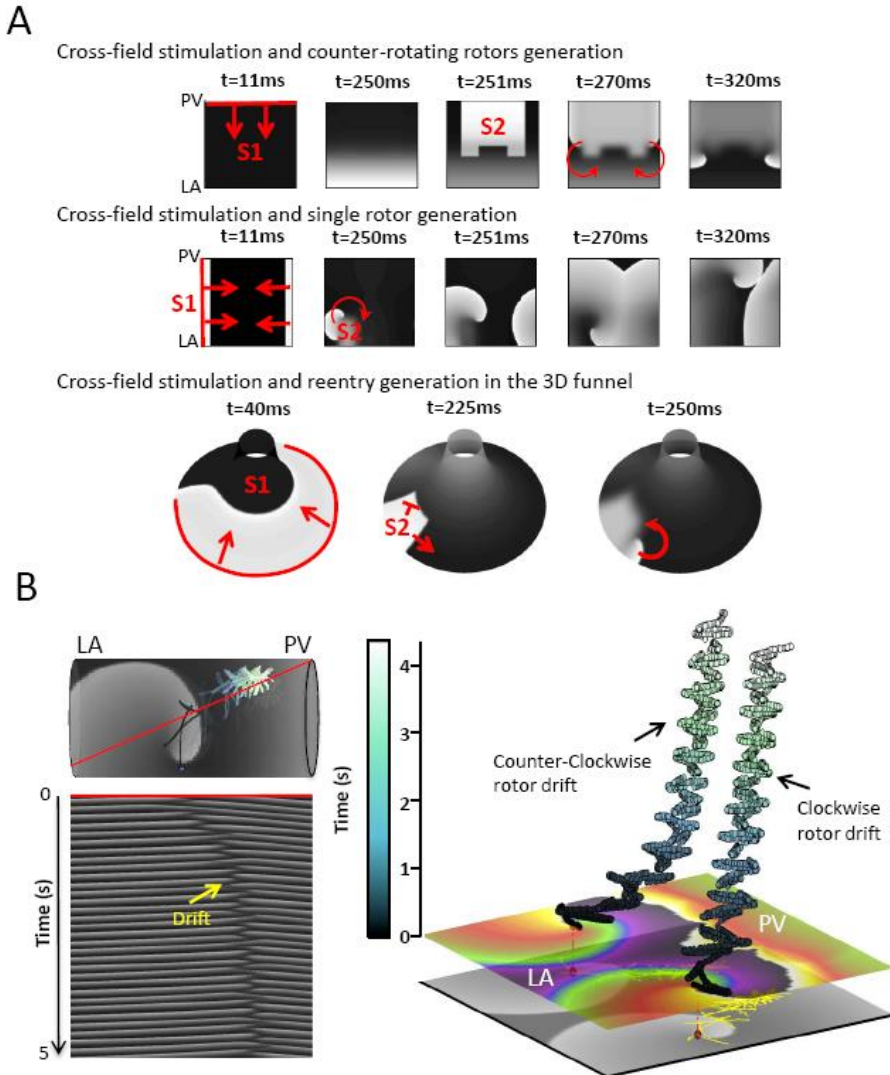 A
Cross-field stimulation and counter-rotating rotors generation
t=11ms t=250ms t=251ms t=270ms t=320ms
PV
S1
S2
LA
Cross-field stimulation and single rotor generation
t=11ms t=250ms t=251ms t=270ms t=320ms
PV
S1
S2
LA
Cross-field stimulation and reentry generation in the 3D funnel
t=40ms t=225ms t=250ms
S1
S2
B
LA PV
0
Time (s)
Drift
5
Time (s)
4
3
2
1
0
Counter-Clockwise
rotor drift
Clockwise
rotor drift
PV
LA